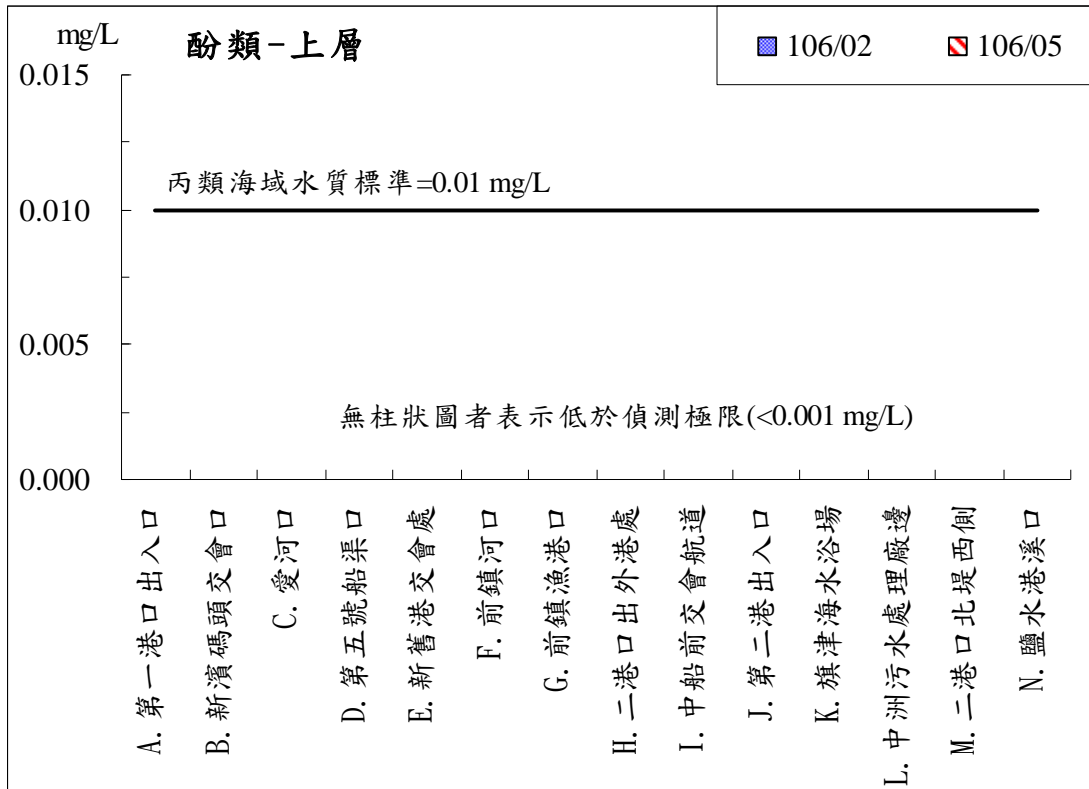 mg/L
酚類-上層
106/02
106/05
0.015
丙類海域水質標準=0.01 mg/L
0.010
0.005
無柱狀圖者表示低於偵測極限(<0.001 mg/L)
0.000
A. 第一港口出入口
B. 新濱碼頭交會口
C. 愛河口
D. 第五號船渠口
E. 新舊港交會處
F. 前鎮河口
G. 前鎮漁港口
H. 二港口出外港處
I. 中船前交會航道
J. 第二港出入口
K. 旗津海水浴場
L. 中洲污水處理廠邊
M. 二港口北堤西側
N. 鹽水港溪口